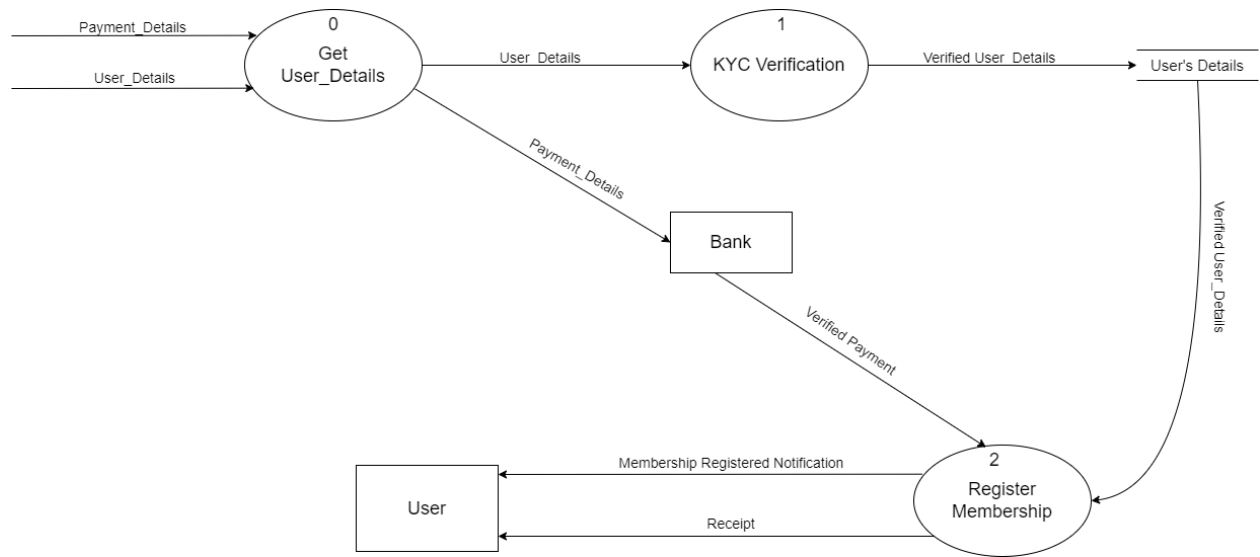 Payment_Details
0
Get
User_Details
User_Details
User_Details
1
KYC Verification
Verified User_Details
User's Details
Payment_Details
Bank
Verified User_Details
Verified Payment
2
Register
Membership
Membership Registered Notification
User
Receipt